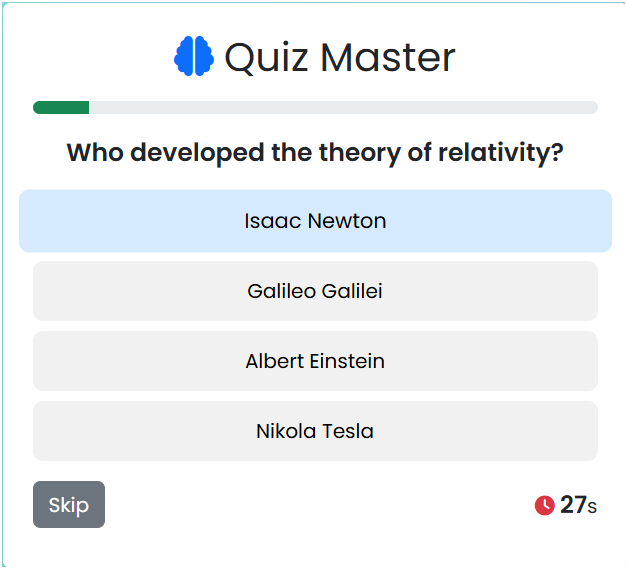 Quiz Master
Who developed the theory of relativity?
Isaac Newton
Galileo Galilei
Albert Einstein
Nikola Tesla
Skip
27s